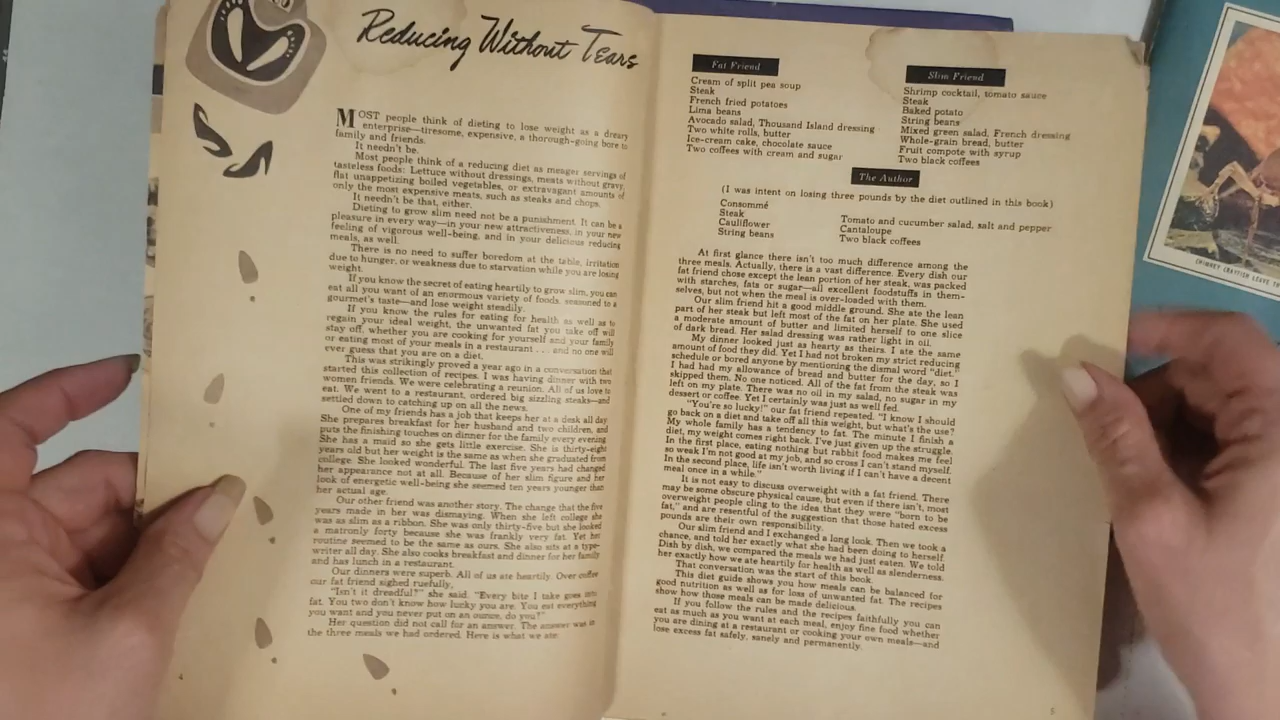 Reducing Without Tears
MOST people think of dieting to lose weight as a dreary
enterprise—tiresome, expensive, a thorough-going bore to
family and friends.
It needn't be.
Most people think of a reducing diet as meager servings of
tasteless foods: Lettuce without dressings, meats without gravy,
flat unappetizing boiled vegetables, or extravagant amounts of
only the most expensive meats, such as steaks and chops.
It needn't be that, either.
Dieting to grow slim need not be a punishment. It can be a
pleasure in every way—in your new attractiveness, in your new
feeling of vigorous well-being, and in your delicious reducing
meals, as well.
There is no need to suffer boredom at the table, irritation
due to hunger, or weakness due to starvation while you are losing
weight.
If you know the secret of eating heartily to grow slim, you can
eat all you want of an enormous variety of foods, seasoned to a
gourmet's taste—and lose weight steadily.
If you know the rules for eating for health as well as to
regain your ideal weight, the unwanted fat you take off will
stay off, whether you are cooking for yourself and your family
or eating most of your meals in a restaurant . . . and no one will
ever guess that you are on a diet.
This was strikingly proved a year ago in a conversation that
started this collection of recipes. I was having dinner with two
women friends. We were celebrating a reunion. All of us love to
eat. We went to a restaurant, ordered big sizzling steaks—and
settled down to catching up on all the news.
One of my friends has a job that keeps her at a desk all day.
She prepares breakfast for her husband and two children, and
puts the finishing touches on dinner for the family every evening.
She has a maid so she gets little exercise. She is thirty-eight
years old but her weight is the same as when she graduated from
college. She looked wonderful. The last five years had changed
her appearance not at all. Because of her slim figure and her
look of energetic well-being she seemed ten years younger than
her actual age.
Our other friend was another story. The change that the five
years made in her was dismaying. When she left college she
was as slim as a ribbon. She was only thirty-five but she looked
a matronly forty because she was frankly very fat. Yet her
routine seemed to be the same as ours. She also sits at a type-
writer all day. She also cooks breakfast and dinner for her family
and has lunch in a restaurant.
Our dinners were superb. All of us ate heartily. Over coffee
our fat friend sighed ruefully,
"Isn't it dreadful?" she said. "Every bite I take goes into
fat. You two don't know how lucky you are. You eat everything
you want and you never put on an ounce, do you?"
Her question did not call for an answer. The answer was in
the three meals we had ordered. Here is what we ate:
4
Fat Friend
Cream of split pea soup
Steak
French fried potatoes
Lima beans
Avocado salad, Thousand Island dressing
Two white rolls, butter
Ice-cream cake, chocolate sauce
Two coffees with cream and sugar
Slim Friend
Shrimp cocktail, tomato sauce
Steak
Baked potato
String beans
Mixed green salad, French dressing
Whole-grain bread, butter
Fruit compote with syrup
Two black coffees
The Author
(I was intent on losing three pounds by the diet outlined in this book)
Consommé
Steak
Cauliflower
String beans
Tomato and cucumber salad, salt and pepper
Cantaloupe
Two black coffees
At first glance there isn't too much difference among the
three meals. Actually, there is a vast difference. Every dish our
fat friend chose except the lean portion of her steak, was packed
with starches, fats or sugar—all excellent foodstuffs in them-
selves, but not when the meal is over-loaded with them.
Our slim friend hit a good middle ground. She ate the lean
part of her steak but left most of the fat on her plate. She used
a moderate amount of butter and limited herself to one slice
of dark bread. Her salad dressing was rather light in oil.
My dinner looked just as hearty as theirs. I ate the same
amount of food they did. Yet I had not broken my strict reducing
schedule or bored anyone by mentioning the dismal word "diet."
I had had my allowance of bread and butter for the day, so I
skipped them. No one noticed. All of the fat from the steak was
left on my plate. There was no oil in my salad, no sugar in my
dessert or coffee. Yet I certainly was just as well fed.
"You're so lucky!" our fat friend repeated. "I know I should
go back on a diet and take off all this weight, but what's the use?
My whole family has a tendency to fat. The minute I finish a
diet, my weight comes right back. I've just given up the struggle.
In the first place, eating nothing but rabbit food makes me feel
so weak I'm not good at my job, and so cross I can't stand myself.
In the second place, life isn't worth living if I can't have a decent
meal once in a while."
It is not easy to discuss overweight with a fat friend. There
may be some obscure physical cause, but even if there isn't, most
overweight people cling to the idea that they were "born to be
fat," and are resentful of the suggestion that those hated excess
pounds are their own responsibility.
Our slim friend and I exchanged a long look. Then we took a
chance, and told her exactly what she had been doing to herself.
Dish by dish, we compared the meals we had just eaten. We told
her exactly how we ate heartily for health as well as slenderness.
That conversation was the start of this book.
This diet guide shows you how meals can be balanced for
good nutrition as well as for loss of unwanted fat. The recipes
show how those meals can be made delicious.
If you follow the rules and the recipes faithfully you can
eat as much as you want at each meal, enjoy fine food whether
you are dining at a restaurant or cooking your own meals—and
lose excess fat safely, sanely and permanently.
5
CHIMNEY CRAYFISH LEAVE